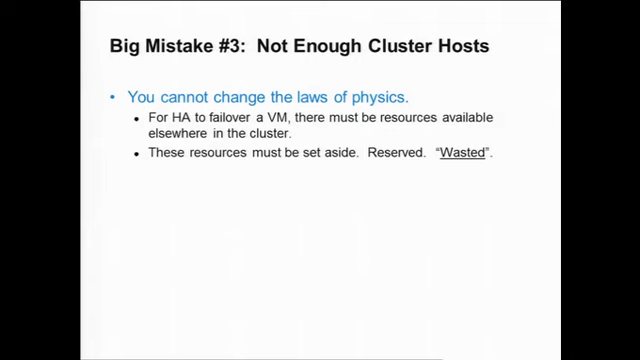 Big Mistake #3:  Not Enough Cluster Hosts
• You cannot change the laws of physics.
• For HA to failover a VM, there must be resources available
elsewhere in the cluster.
• These resources must be set aside.  Reserved.  “Wasted”.